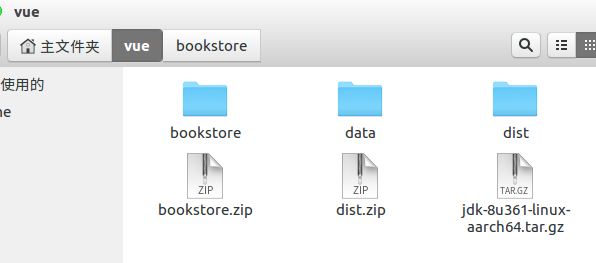 vue
主文件夹 vue bookstore
使用的
bookstore data dist
ZIP ZIP TAR.GZ
bookstore.zip dist.zip jdk-8u361-linux-
aarch64.tar.gz